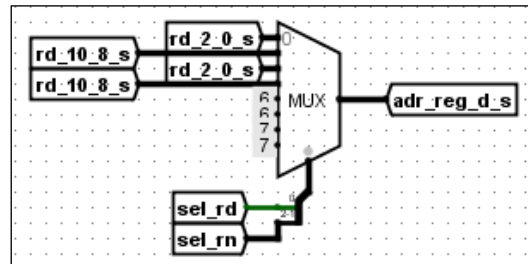 rd_2_0_s
0
rd_10_8_s
rd_2_0_s
rd_10_8_s
6
6
7
7
MUX
adr_reg_d_s
sel_rd
sel_rn